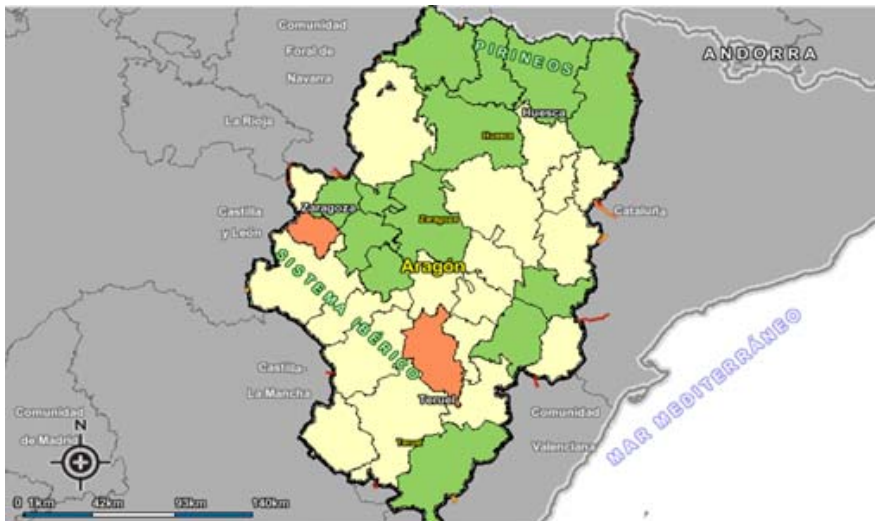 Comunidad
Foral de
Navarra
PIRINEOS
ANDORRA
La Rioja
Huesca
Huesca
Castilla
y León
Zaragoza
Zaragoza
Cataluña
Aragón
SISTEMA IBÉRICO
Castilla-
La Mancha
Teruel
Teruel
Comunidad
Valenciana
Comunidad
de Madrid
MAR MEDITERRÁNEO
N
0 1km 42km 93km 140km